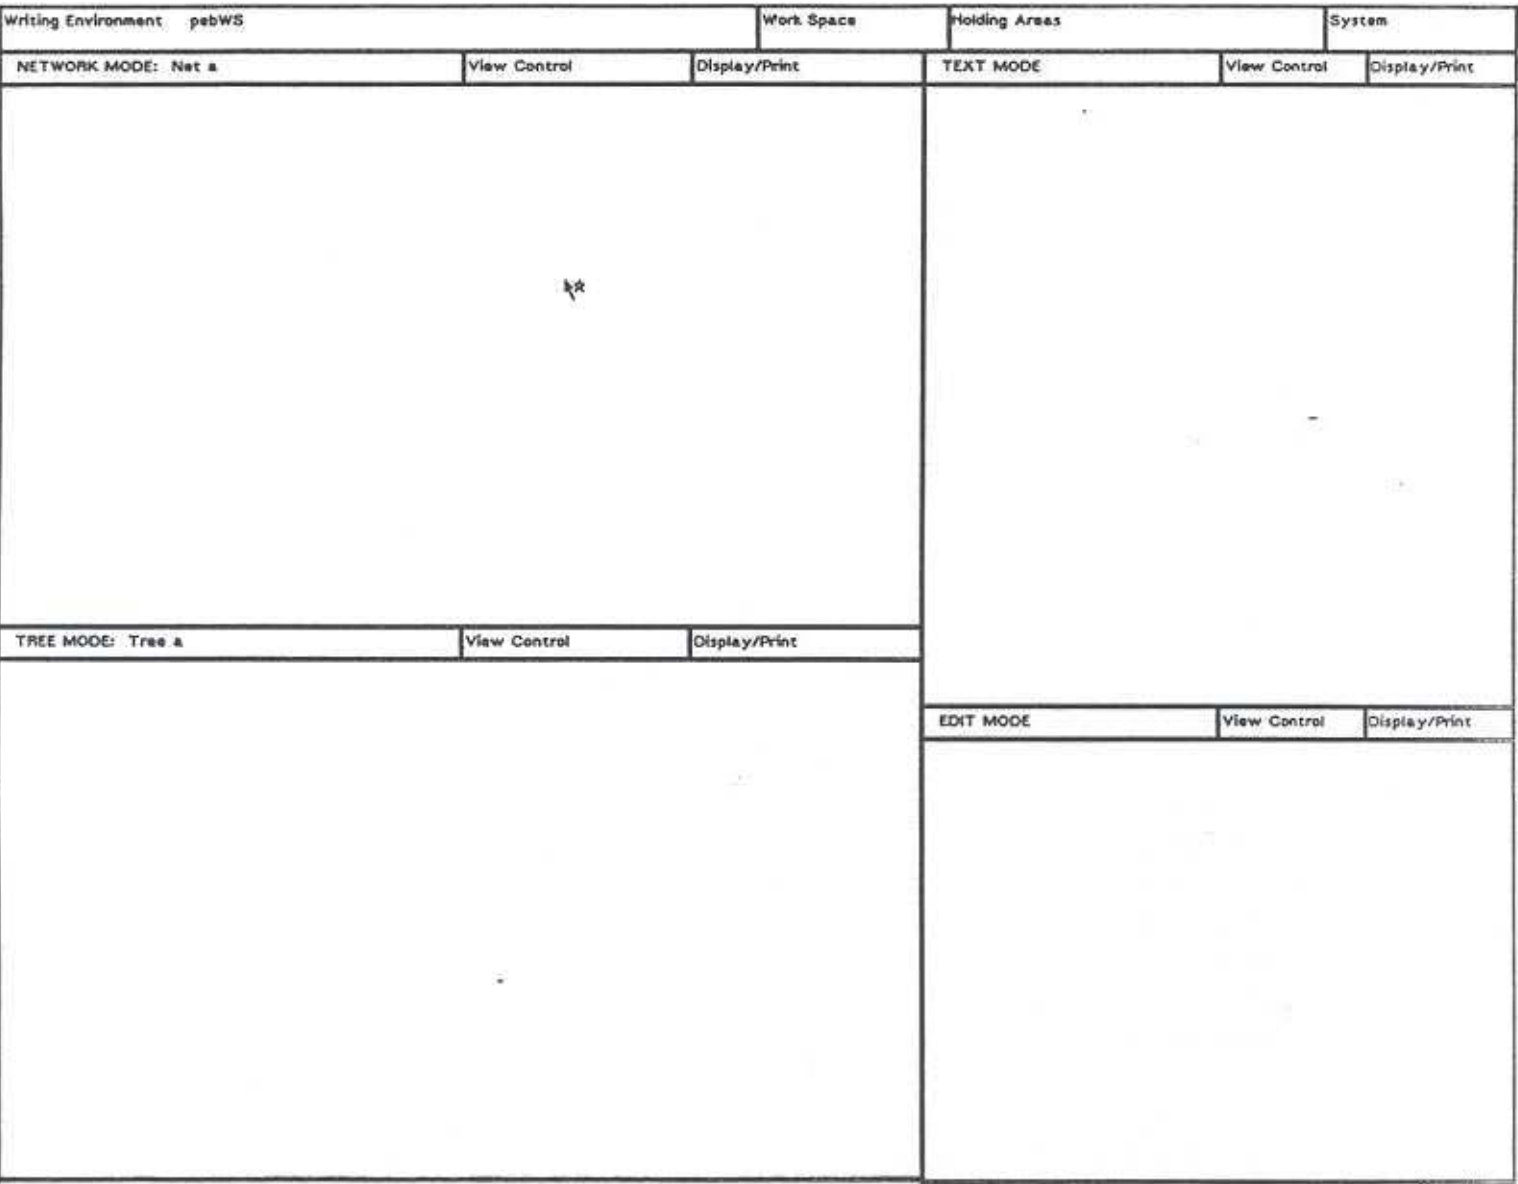 Writing Environment pebWS Work Space Holding Areas System
NETWORK MODE: Net a View Control Display/Print TEXT MODE View Control Display/Print
TREE MODE: Tree a View Control Display/Print
EDIT MODE View Control Display/Print